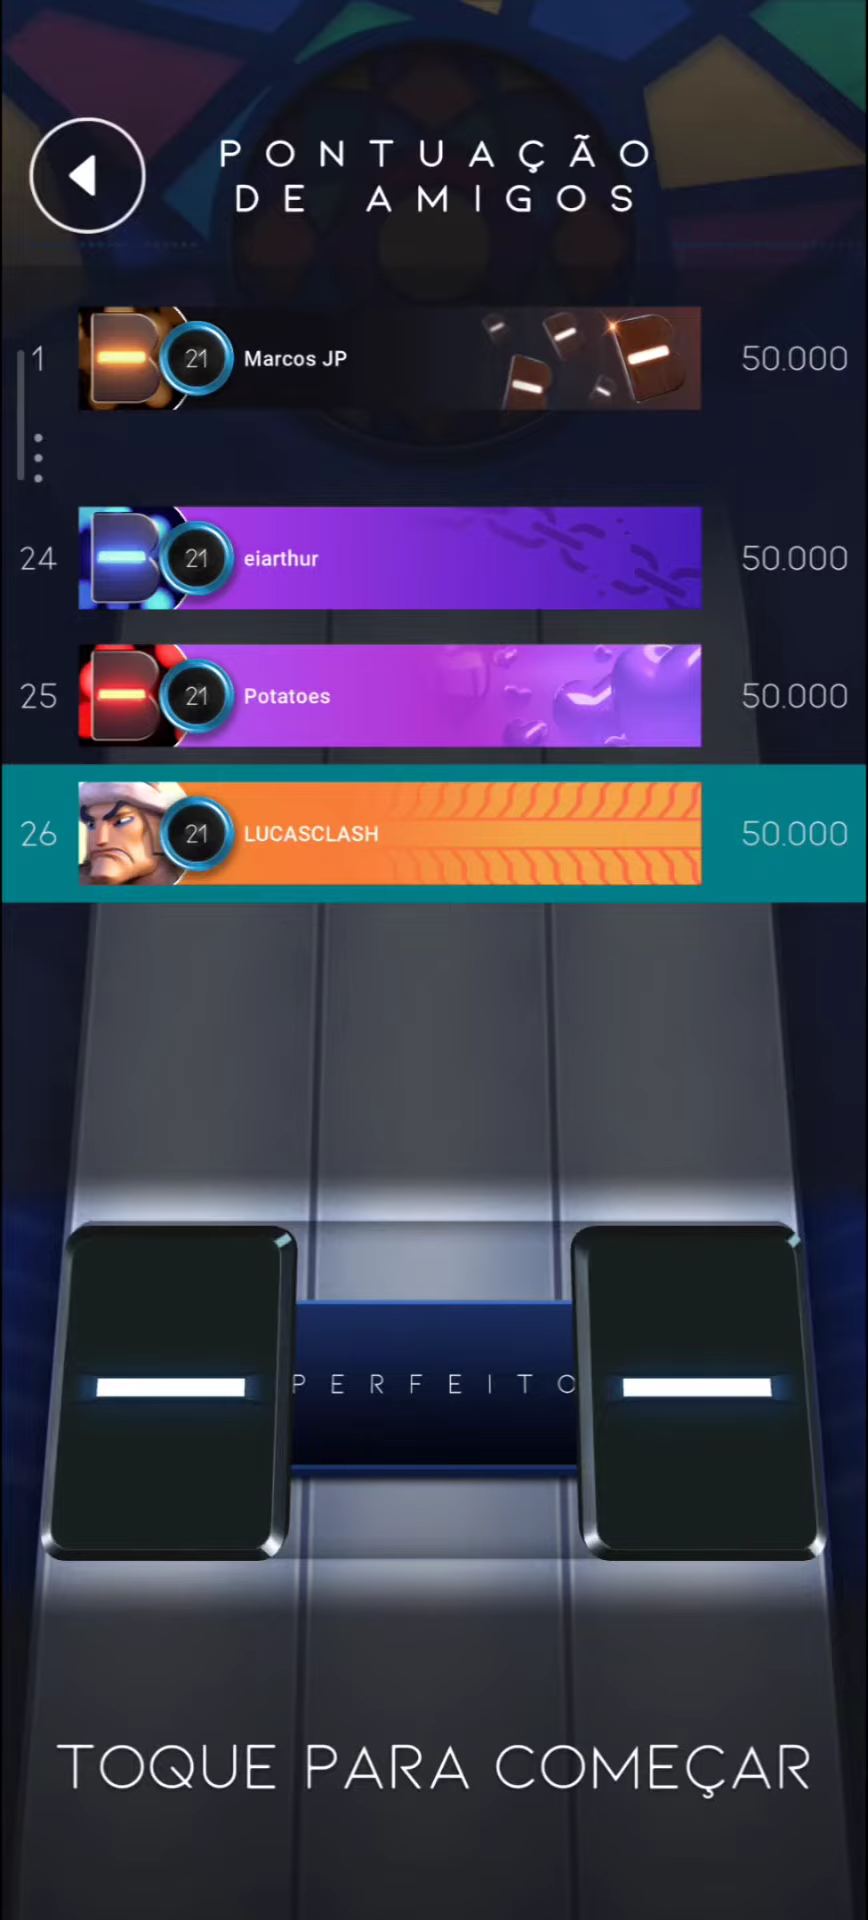 PONTUAÇÃO
DE AMIGOS
1 21 Marcos JP 50.000
24 21 eiarthur 50.000
25 21 Potatoes 50.000
26 21 LUCASCLASH 50.000
PERFEITO
TOQUE PARA COMEÇAR